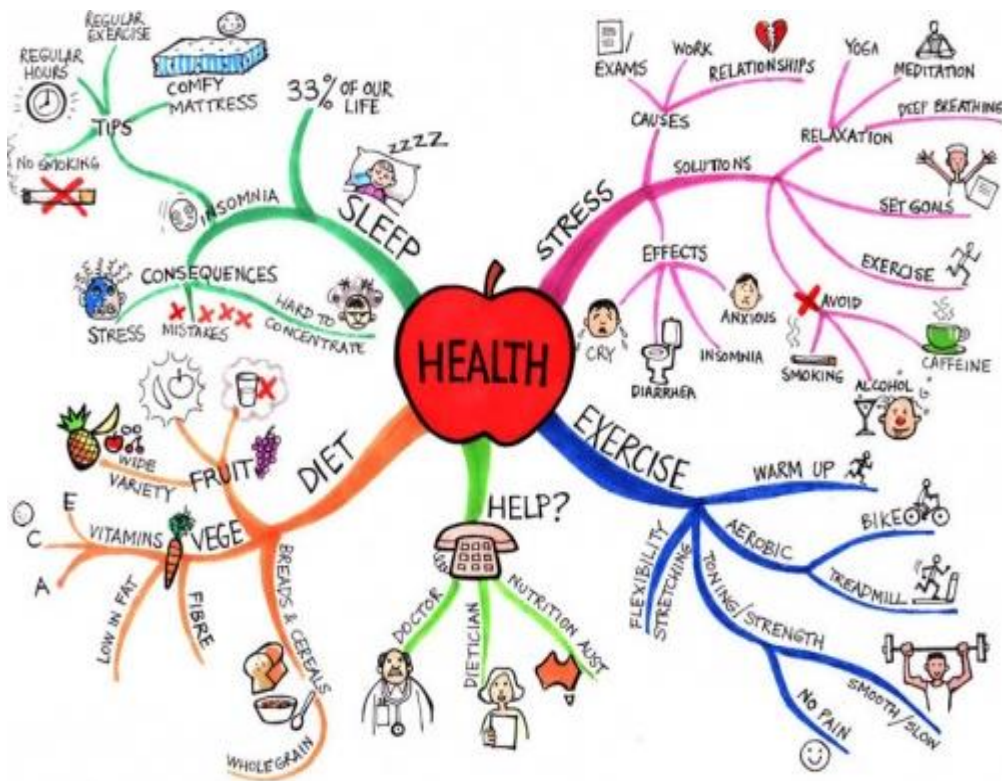 HEALTH
SLEEP
33% OF OUR
LIFE
zzzz
INSOMNIA
TIPS
REGULAR
HOURS
REGULAR
EXERCISE
COMFY
MATTRESS
NO SMOKING
CONSEQUENCES
STRESS
MISTAKES
HARD TO
CONCENTRATE
STRESS
CAUSES
EXAMS
WORK
RELATIONSHIPS
SOLUTIONS
RELAXATION
YOGA
MEDITATION
DEEP BREATHING
SET GOALS
EXERCISE
AVOID
SMOKING
ALCOHOL
CAFFEINE
EFFECTS
CRY
DIARRHEA
INSOMNIA
ANXIOUS
EXERCISE
WARM UP
AEROBIC
BIKE
TREADMILL
TONING/STRENGTH
SMOOTH/SLOW
NO PAIN
FLEXIBILITY
STRETCHING
HELP?
DOCTOR
DIETICIAN
NUTRITION AUST
DIET
FRUIT
WIDE
VARIETY
VEGE
VITAMINS
E
C
A
LOW IN FAT
FIBRE
BREADS & CEREALS
WHOLEGRAIN